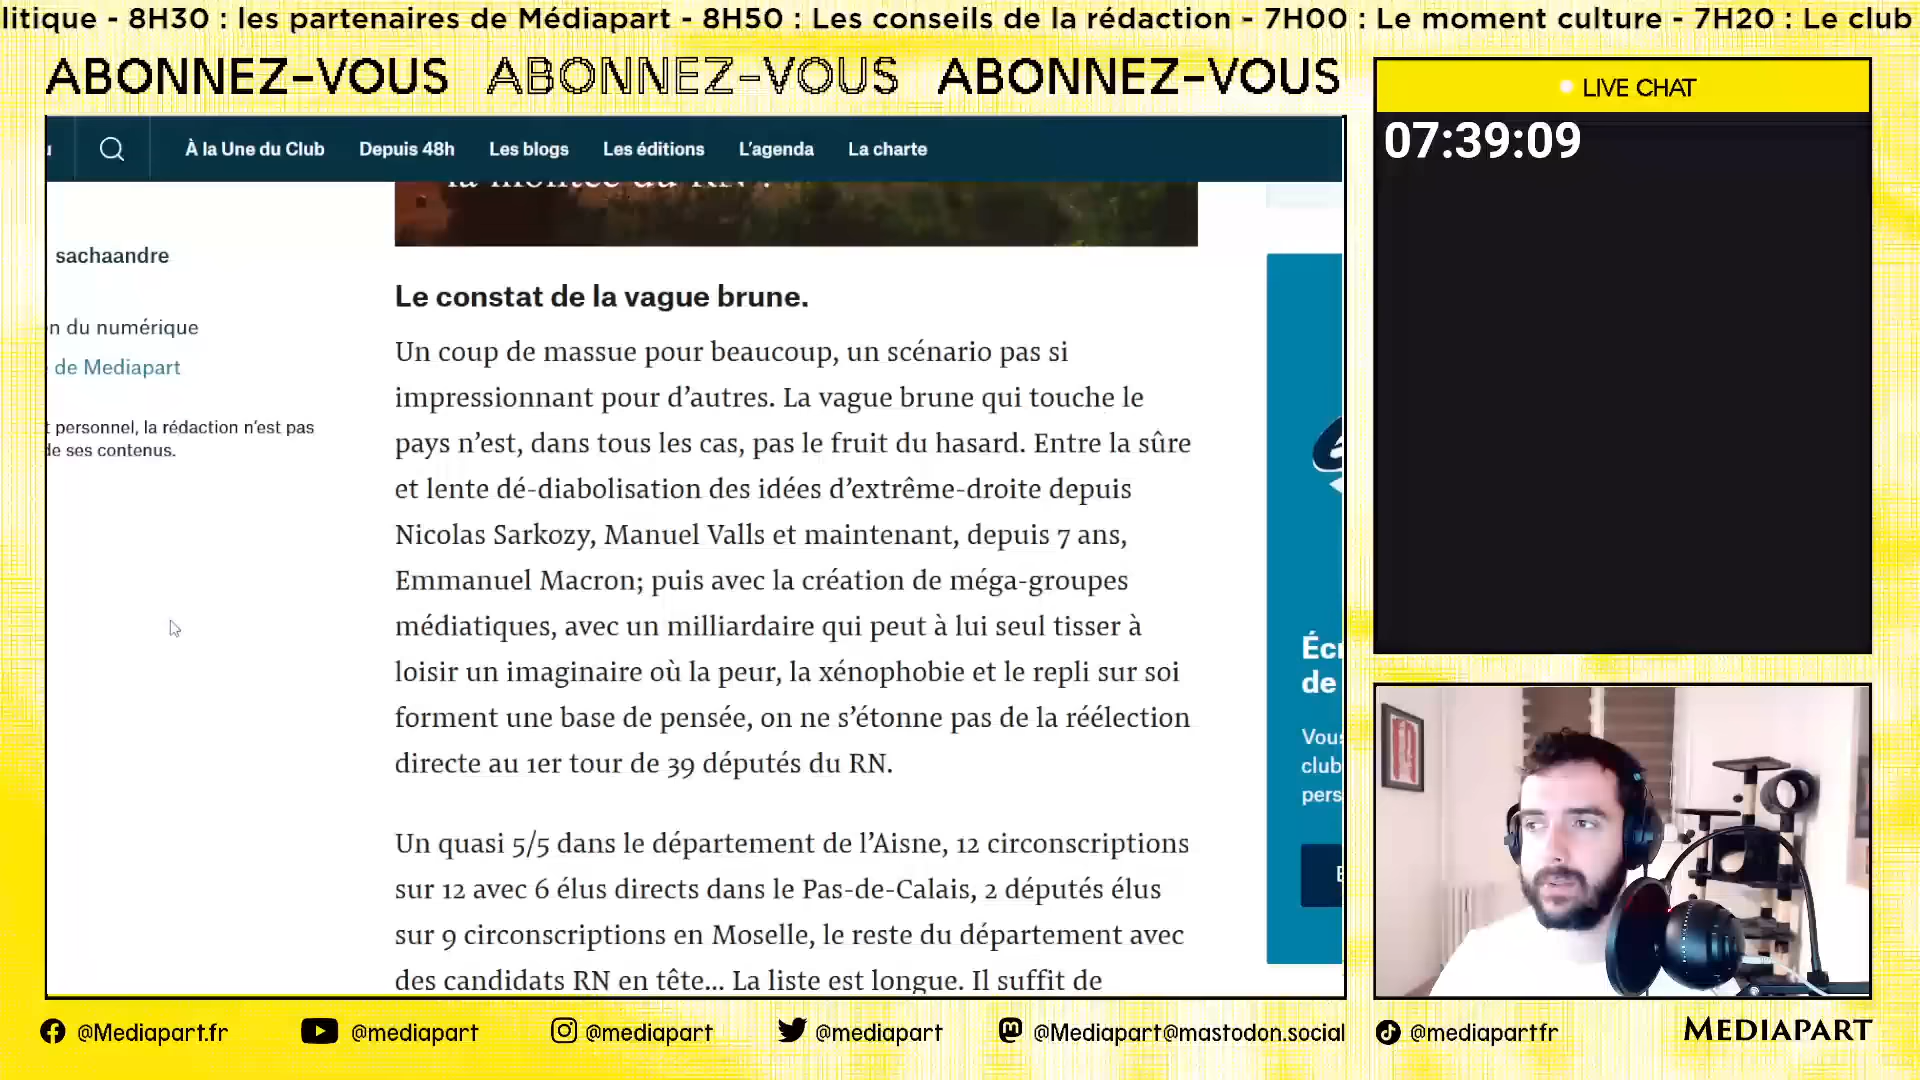 litique - 8H30 : les partenaires de Médiapart - 8H50 : Les conseils de la rédaction - 7H00 : Le moment culture - 7H20 : Le club
ABONNEZ-VOUS ABONNEZ-VOUS ABONNEZ-VOUS
LIVE CHAT
07:39:09
À la Une du Club Depuis 48h Les blogs Les éditions L'agenda La charte
la montée du RN ?
sachaandre
n du numérique
de Mediapart
t personnel, la rédaction n'est pas
de ses contenus.
Le constat de la vague brune.
Un coup de massue pour beaucoup, un scénario pas si
impressionnant pour d'autres. La vague brune qui touche le
pays n'est, dans tous les cas, pas le fruit du hasard. Entre la sûre
et lente dé-diabolisation des idées d'extrême-droite depuis
Nicolas Sarkozy, Manuel Valls et maintenant, depuis 7 ans,
Emmanuel Macron; puis avec la création de méga-groupes
médiatiques, avec un milliardaire qui peut à lui seul tisser à
loisir un imaginaire où la peur, la xénophobie et le repli sur soi
forment une base de pensée, on ne s'étonne pas de la réélection
directe au 1er tour de 39 députés du RN.
Un quasi 5/5 dans le département de l'Aisne, 12 circonscriptions
sur 12 avec 6 élus directs dans le Pas-de-Calais, 2 députés élus
sur 9 circonscriptions en Moselle, le reste du département avec
des candidats RN en tête... La liste est longue. Il suffit de
Écr
de
Vous
club
pers
E
@Mediapart.fr @mediapart @mediapart @mediapart @Mediapart@mastodon.social @mediapartfr MEDIAPART